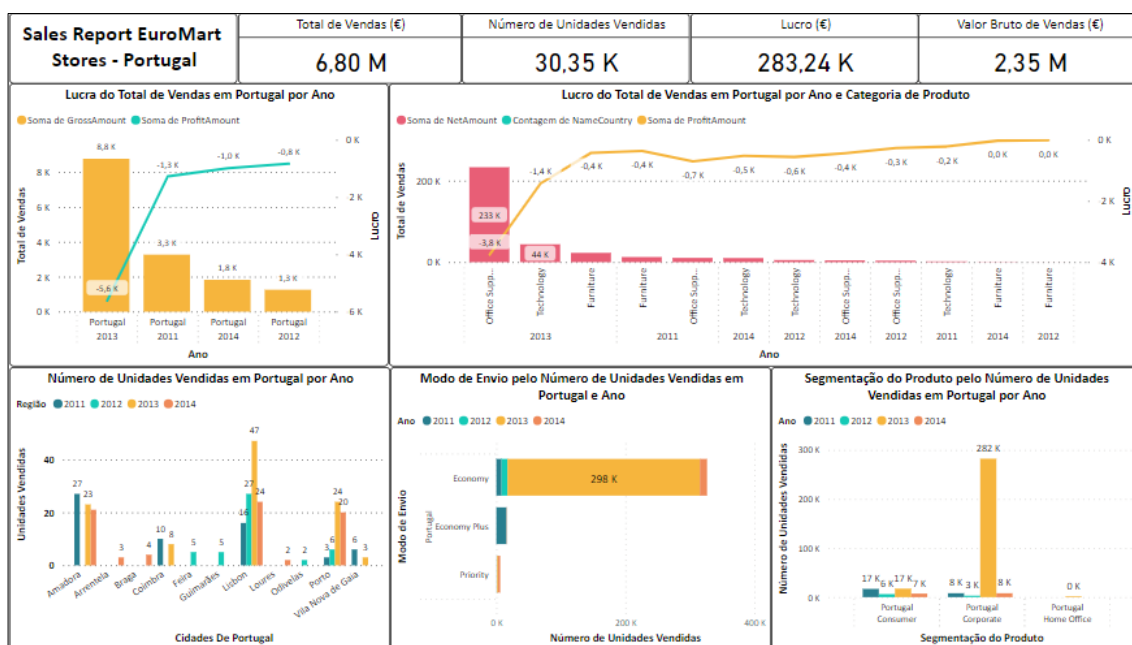 Sales Report EuroMart
Stores - Portugal
Total de Vendas (€)
6,80 M
Número de Unidades Vendidas
30,35 K
Lucro (€)
283,24 K
Valor Bruto de Vendas (€)
2,35 M
Lucra do Total de Vendas em Portugal por Ano
Soma de GrossAmount Soma de ProfitAmount
Total de Vendas
8 K
6 K
4 K
2 K
0 K
8,8 K
3,3 K
1,8 K
1,3 K
-5,6 K
-1,3 K
-1,0 K
-0,8 K
0 K
2 K
4 K
6 K
Lucro
Portugal Portugal Portugal Portugal
2013 2011 2014 2012
Ano
Lucro do Total de Vendas em Portugal por Ano e Categoria de Produto
Soma de NetAmount Contagem de NameCountry Soma de ProfitAmount
Total de Vendas
200 K
0 K
233 K
-3,8 K
44 K
-1,4 K
-0,4 K
-0,4 K
-0,7 K
-0,5 K
-0,6 K
-0,4 K
-0,3 K
-0,2 K
0,0 K
0,0 K
0 K
2 K
4 K
Lucro
Office Supp...
Technology
Furniture
Furniture
Office Supp...
Technology
Technology
Office Supp...
Office Supp...
Technology
Furniture
Furniture
2013 2011 2014 2012 2014 2012 2011 2014 2012
Ano
Número de Unidades Vendidas em Portugal por Ano
Região 2011 2012 2013 2014
Unidades Vendidas
40
20
0
27
23
3
4
10
8
5
5
16
27
47
24
2
2
3
6
24
20
6
3
Amadora
Arrentela
Braga
Coimbra
Feira
Guimarães
Lisbon
Loures
Odivelas
Porto
Vila Nova de Gaia
Cidades De Portugal
Modo de Envio pelo Número de Unidades Vendidas em
Portugal e Ano
Ano 2011 2012 2013 2014
Modo de Envio
Portugal
Economy
Economy Plus
Priority
298 K
0 K 200 K 400 K
Número de Unidades Vendidas
Segmentação do Produto pelo Número de Unidades
Vendidas em Portugal por Ano
Ano 2011 2012 2013 2014
Número de Unidades Vendidas
300 K
200 K
100 K
0 K
17 K
6 K
17 K
7 K
8 K
3 K
282 K
8 K
0 K
Portugal Portugal Portugal
Consumer Corporate Home Office
Segmentação do Produto